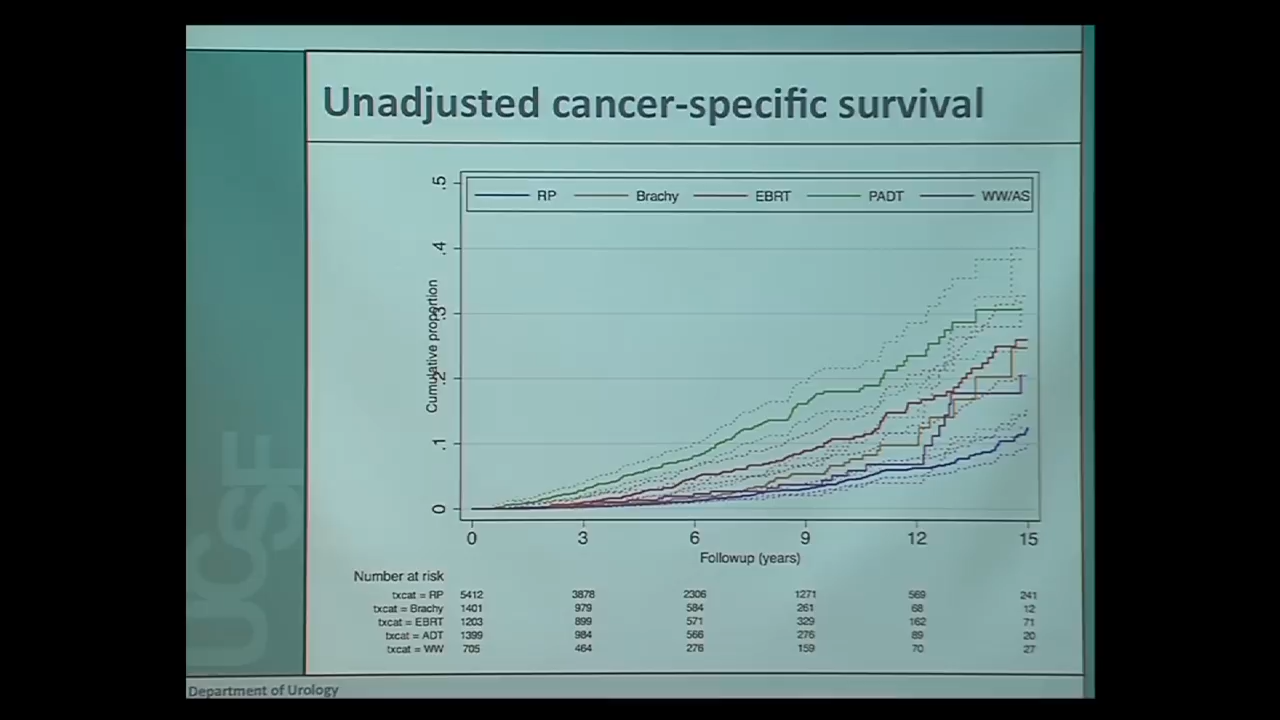 Unadjusted cancer-specific survival
RP Brachy EBRT PADT WW/AS
.5
.4
.3
.2
.1
0
Cumulative proportion
0 3 6 9 12 15
Followup (years)
Number at risk
txcat = RP 5412 3878 2306 1271 569 241
txcat = Brachy 1401 979 584 261 68 12
txcat = EBRT 1203 899 571 329 162 71
txcat = ADT 1399 984 566 276 89 20
txcat = WW 705 464 276 159 70 27
UCSF
Department of Urology